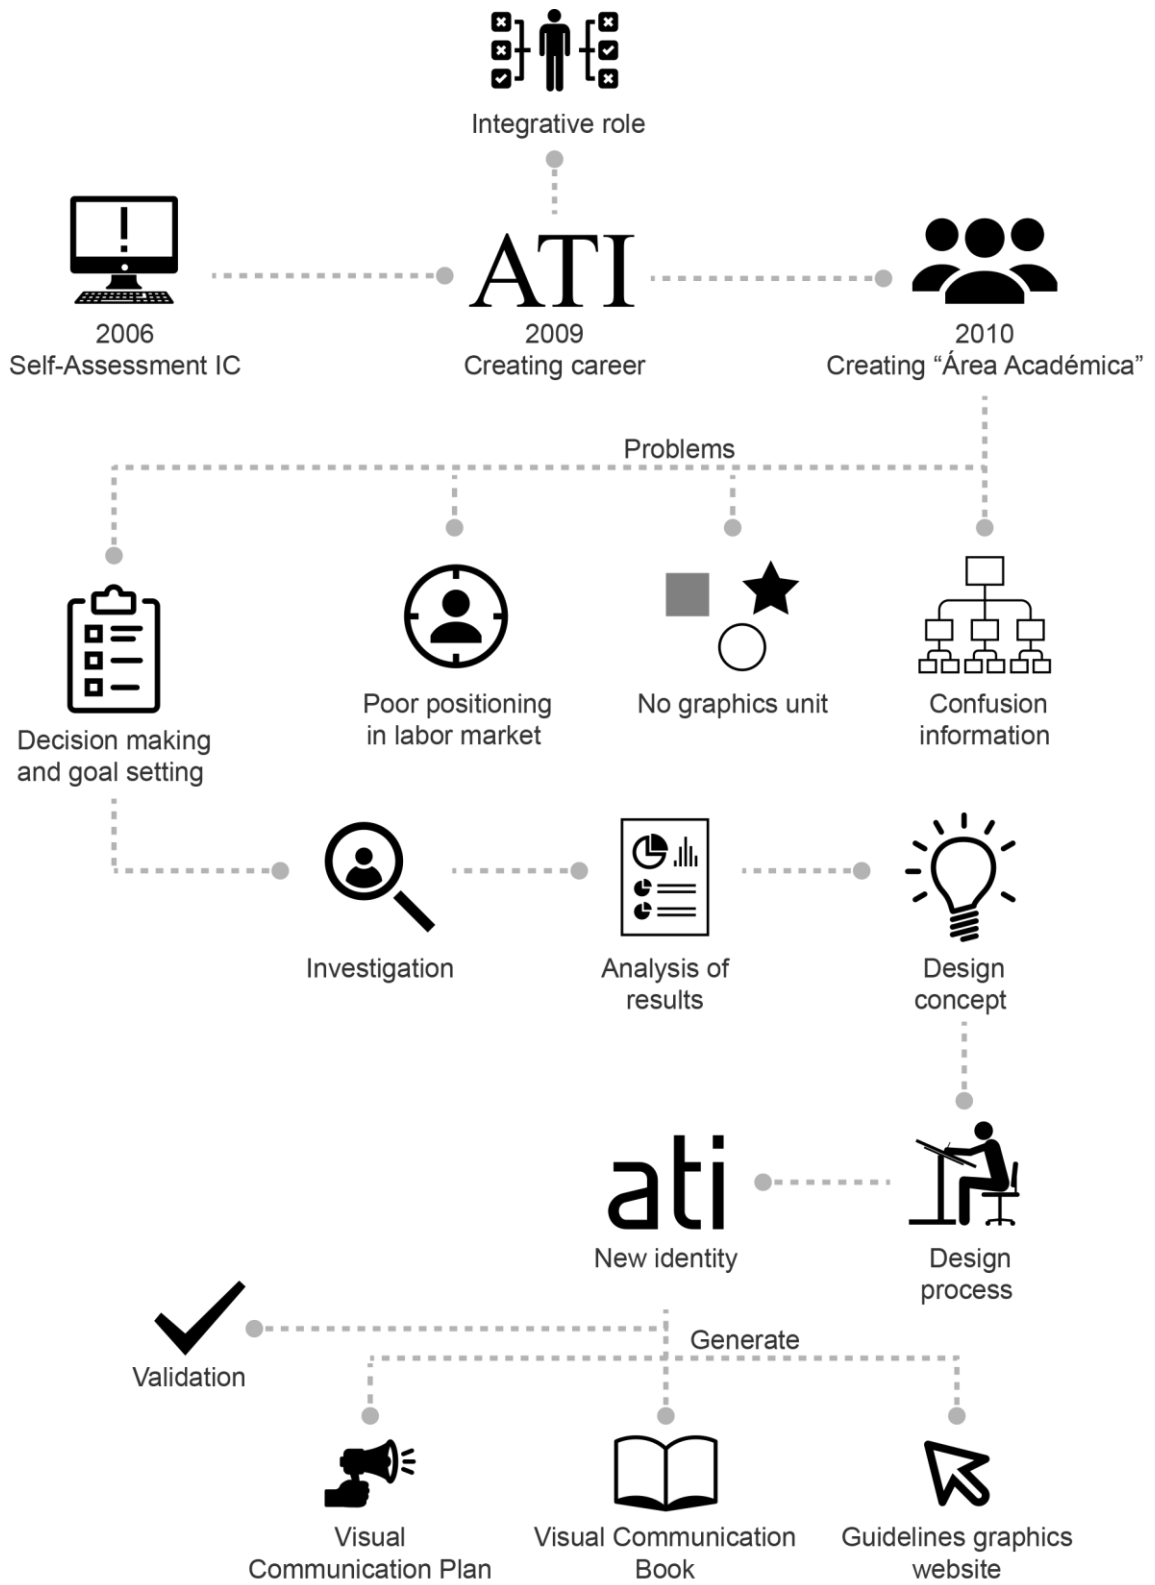 Integrative role
ATI
2006
Self-Assessment IC
2009
Creating career
2010
Creating “Área Académica”
Problems
Decision making
and goal setting
Poor positioning
in labor market
No graphics unit
Confusion
information
Investigation
Analysis of
results
Design
concept
ati
New identity
Design
process
Validation
Generate
Visual
Communication Plan
Visual Communication
Book
Guidelines graphics
website